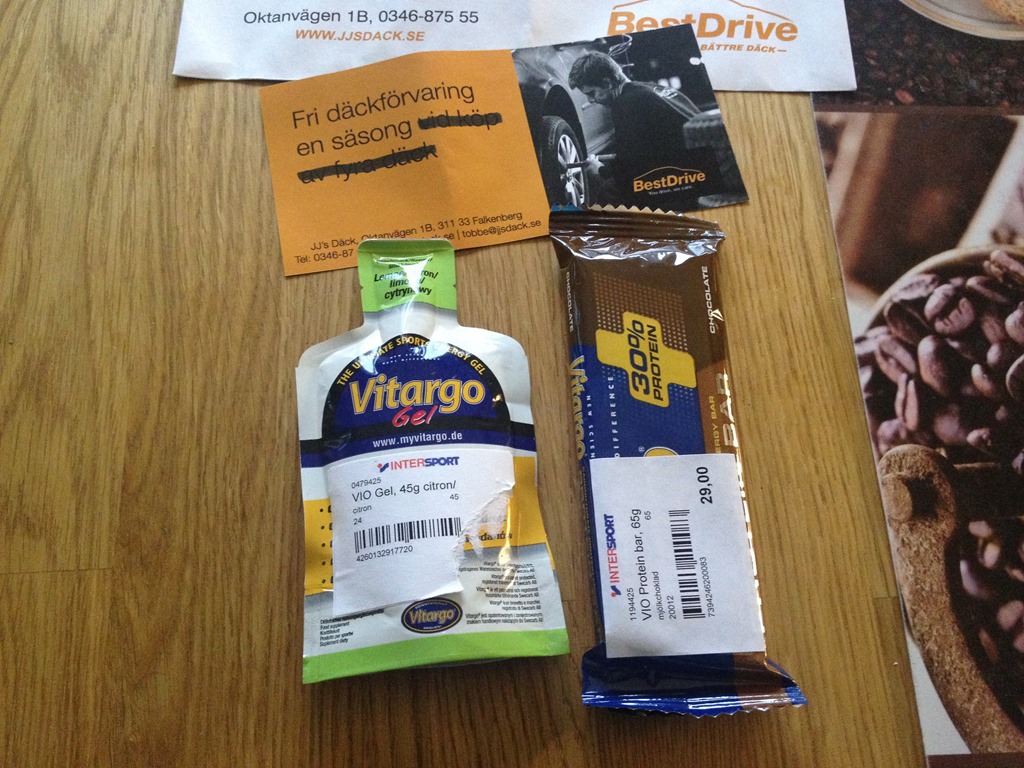 Oktanvägen 1B, 0346-875 55
WWW.JJSDACK.SE
BestDrive
BÄTTRE DÄCK
Fri däckförvaring
en säsong vid köp
av fyra däck
JJ's Däck, Oktanvägen 1B, 311 33 Falkenberg
Tel: 0346-87
.se | tobbe@jjsdack.se
BestDrive
cytrynowy
THE ULTIMATE SPORTS ENERGY GEL
Vitargo
Gel
www.myvitargo.de
INTERSPORT
0479425
VIO Gel, 45g citron/
citron 45
24
4260132917720
Vitargo
CHOCOLATE
CHOCOLATE
30%
PROTEIN
DIFFERENCE
Vitargo
BAR
INTERSPORT
1194425
VIO Protein bar, 65g
mjölkchoklad 65
20012
7394246200083
29,00